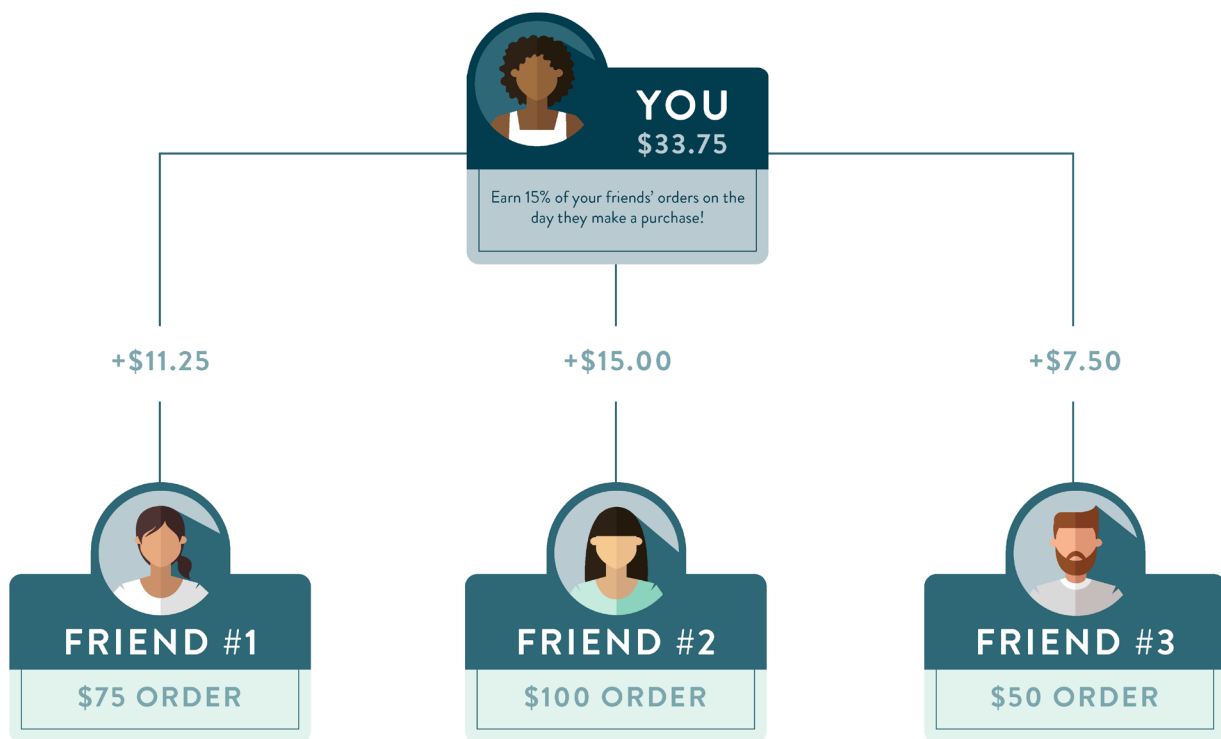 YOU
$33.75
Earn 15% of your friends’ orders on the
day they make a purchase!
+$11.25
+$15.00
+$7.50
FRIEND #1
$75 ORDER
FRIEND #2
$100 ORDER
FRIEND #3
$50 ORDER